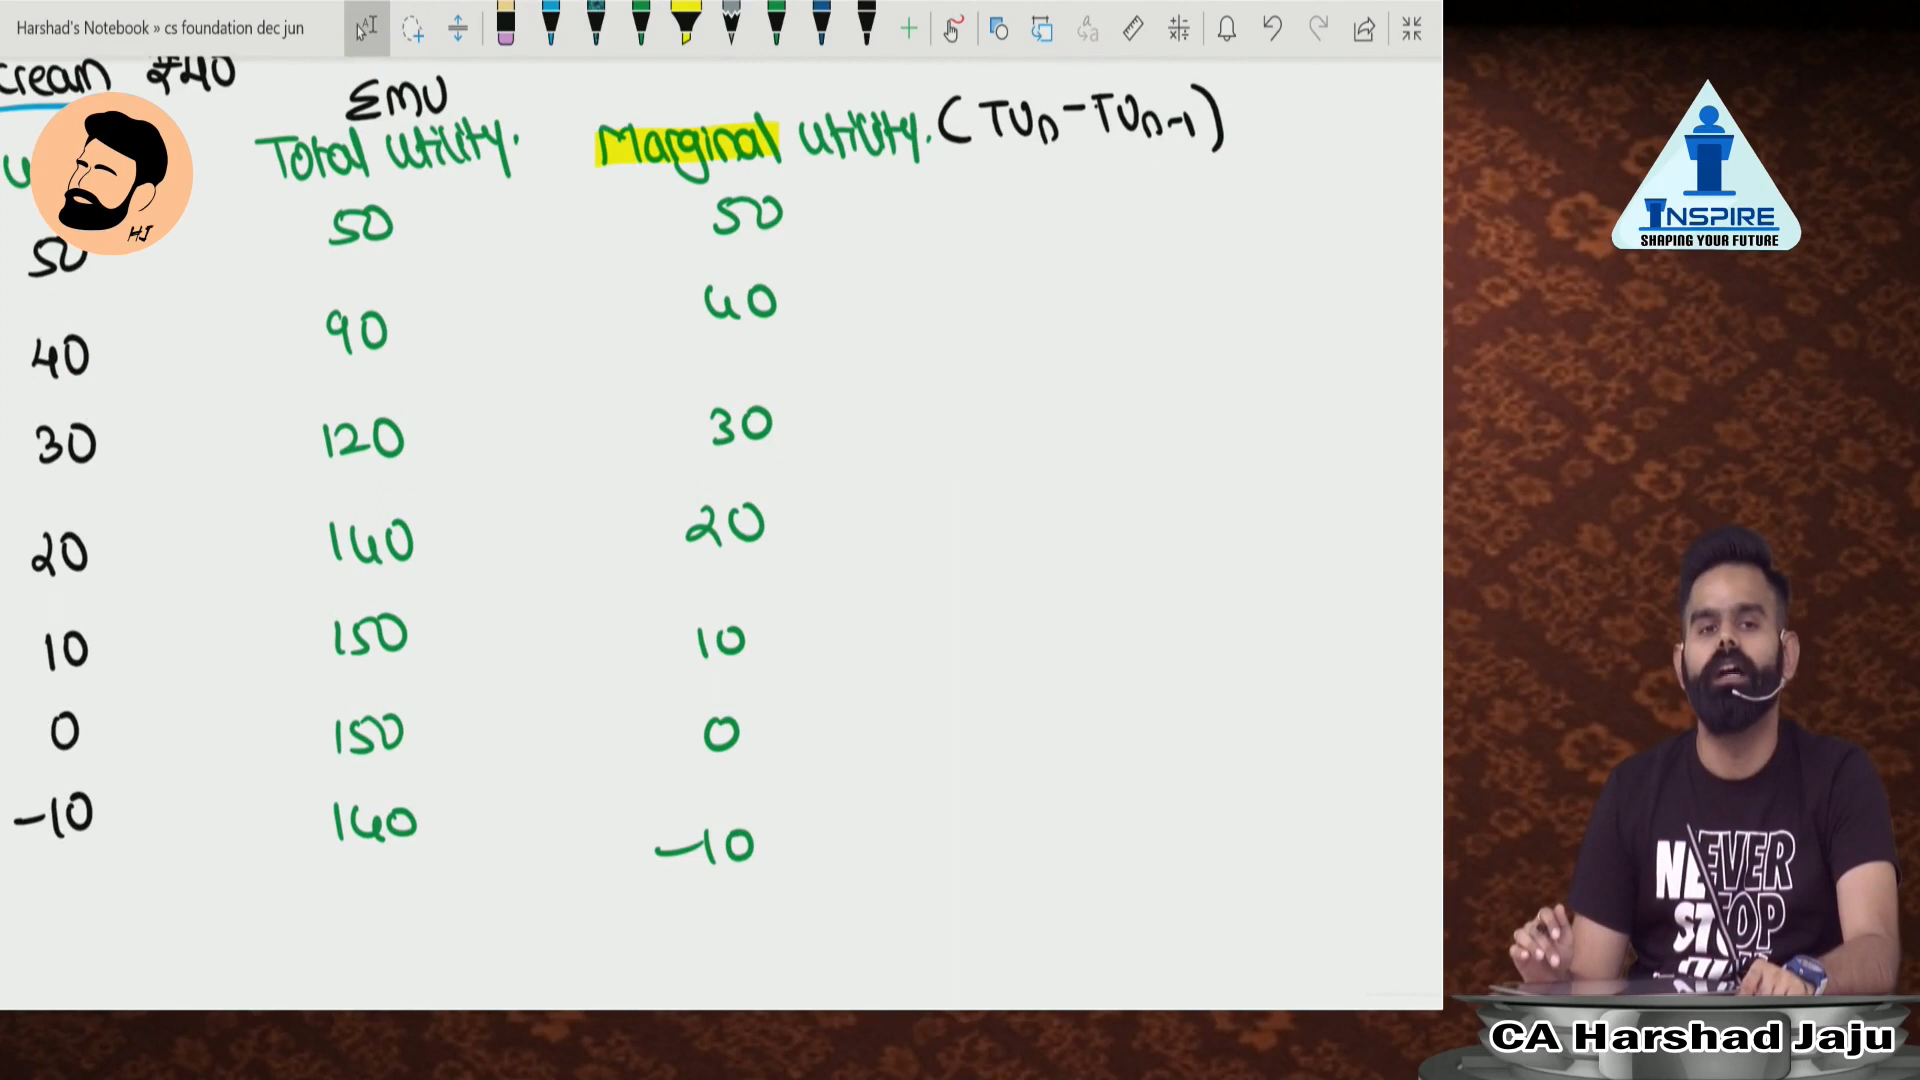 Harshad's Notebook » cs foundation dec jun
cream ₹40
ΣMU
Total utility. Marginal utility. (TUn - TUn-1)
50 50 50
40 90 40
30 120 30
20 140 20
10 150 10
0 150 0
-10 140 -10
HJ
INSPIRE
SHAPING YOUR FUTURE
NEVER
STOP
CA Harshad Jaju